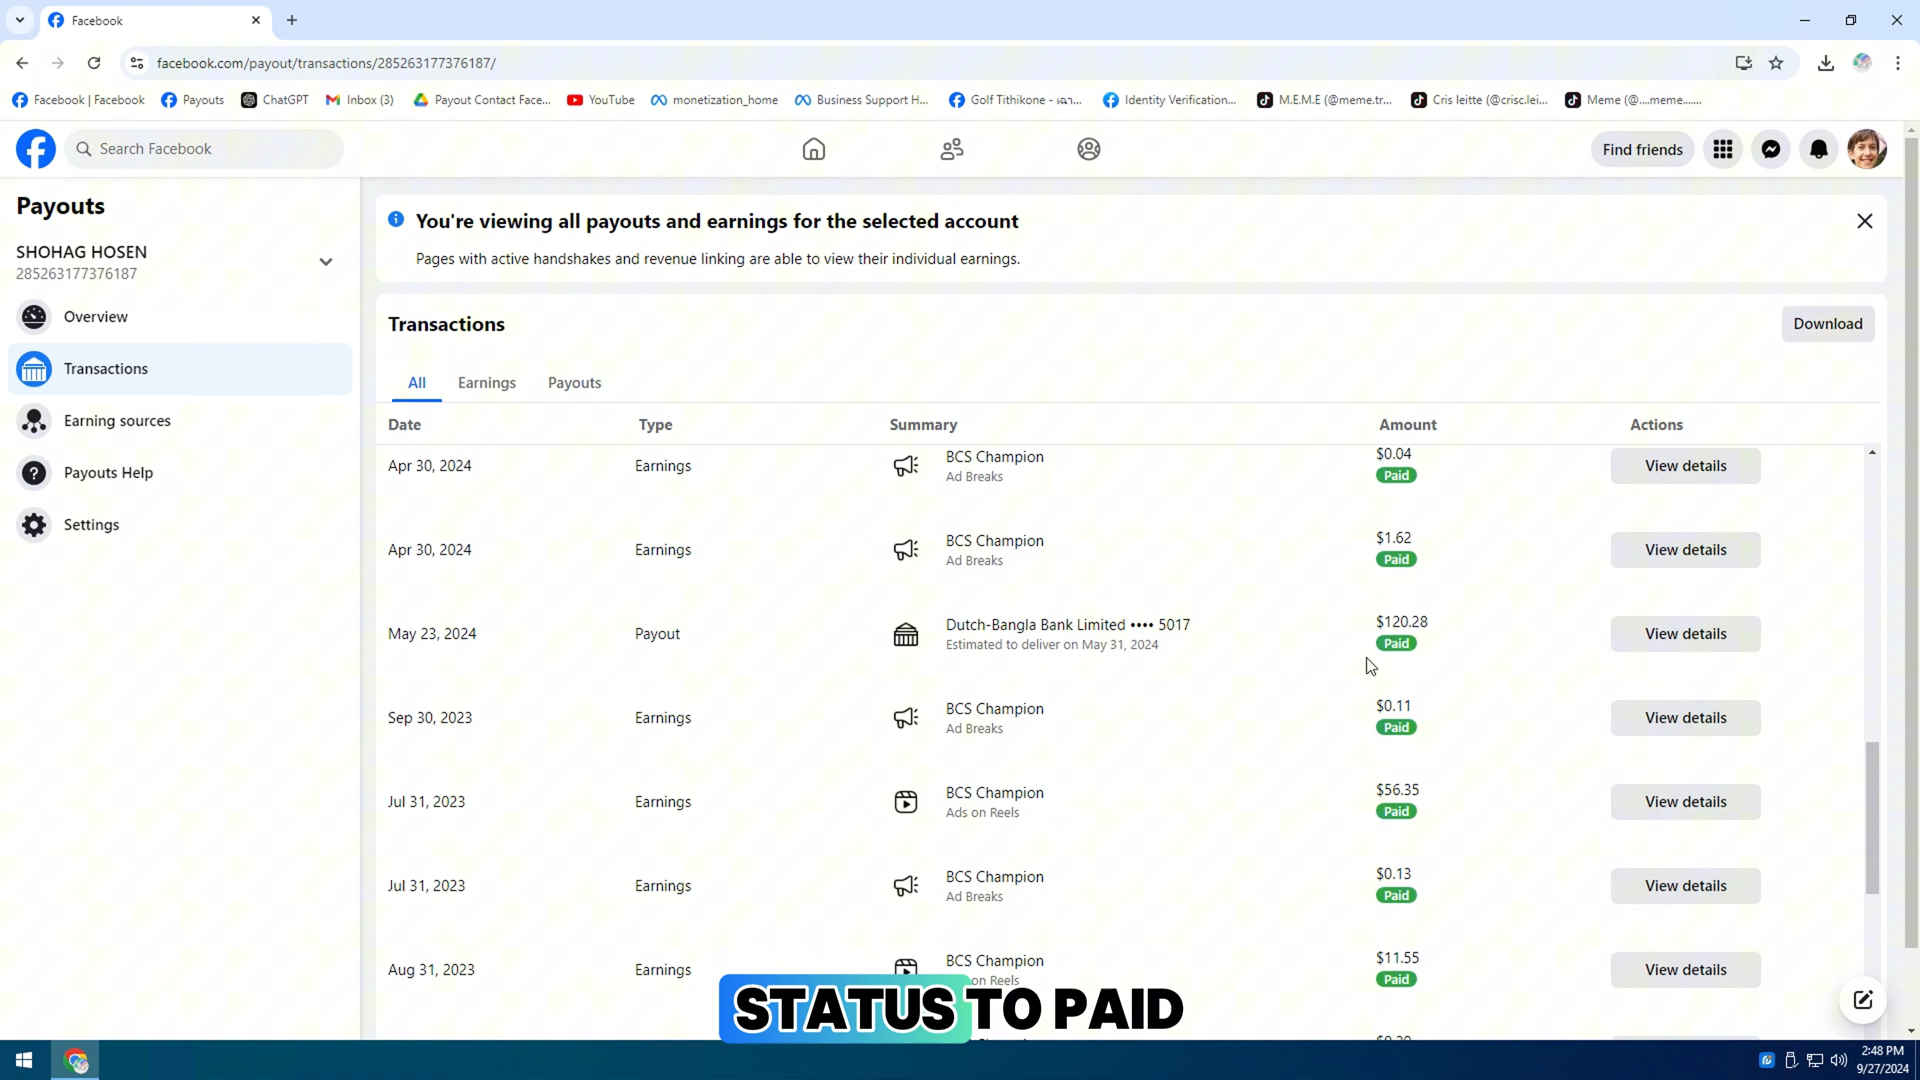 Facebook
facebook.com/payout/transactions/285263177376187/
Facebook | Facebook
Payouts
ChatGPT
Inbox (3)
Payout Contact Face...
YouTube
monetization_home
Business Support H...
Identity Verification...
M.E.M.E (@meme.tr...
Cris leitte (@crisc.lei...
Meme (@....meme.......
Search Facebook
Find friends
Payouts
SHOHAG HOSEN
285263177376187
Overview
Transactions
Earning sources
Payouts Help
Settings
You're viewing all payouts and earnings for the selected account
Pages with active handshakes and revenue linking are able to view their individual earnings.
Transactions
Download
All Earnings Payouts
Date Type Summary Amount Actions
Apr 30, 2024 Earnings BCS Champion $0.04 View details
Ad Breaks Paid
Apr 30, 2024 Earnings BCS Champion $1.62 View details
Ad Breaks Paid
May 23, 2024 Payout Dutch-Bangla Bank Limited •••• 5017 $120.28 View details
Estimated to deliver on May 31, 2024 Paid
Sep 30, 2023 Earnings BCS Champion $0.11 View details
Ad Breaks Paid
Jul 31, 2023 Earnings BCS Champion $56.35 View details
Ads on Reels Paid
Jul 31, 2023 Earnings BCS Champion $0.13 View details
Ad Breaks Paid
Aug 31, 2023 Earnings BCS Champion $11.55 View details
on Reels Paid
STATUS TO PAID
2:48 PM
9/27/2024